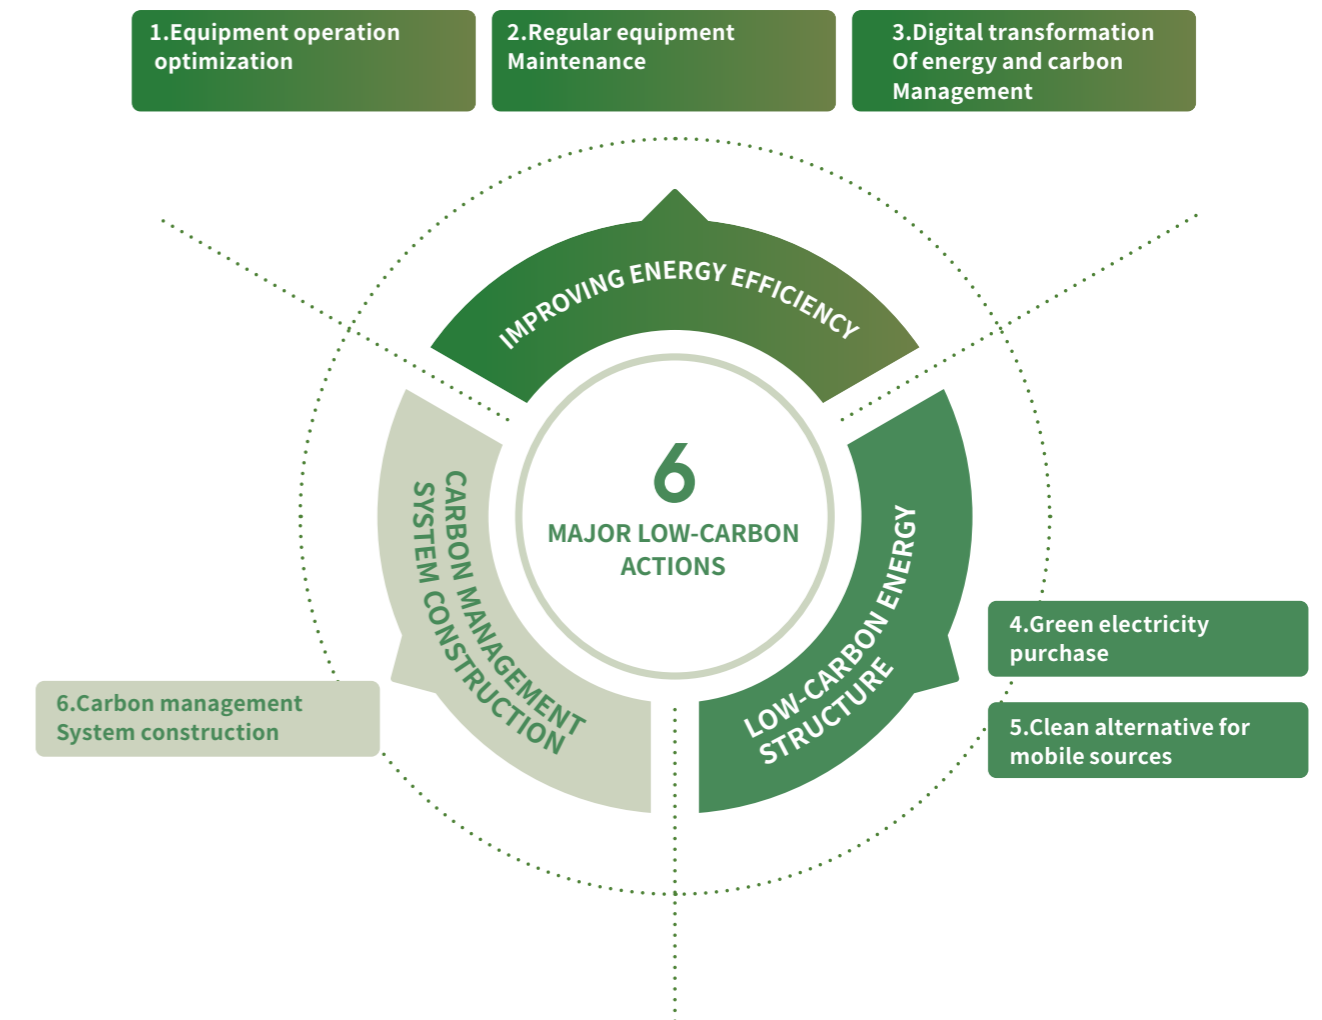 1.Equipment operation
optimization
2.Regular equipment
Maintenance
3.Digital transformation
Of energy and carbon
Management
IMPROVING ENERGY EFFICIENCY
6
MAJOR LOW-CARBON
ACTIONS
CARBON MANAGEMENT
SYSTEM CONSTRUCTION
LOW-CARBON ENERGY
STRUCTURE
4.Green electricity
purchase
5.Clean alternative for
mobile sources
6.Carbon management
System construction